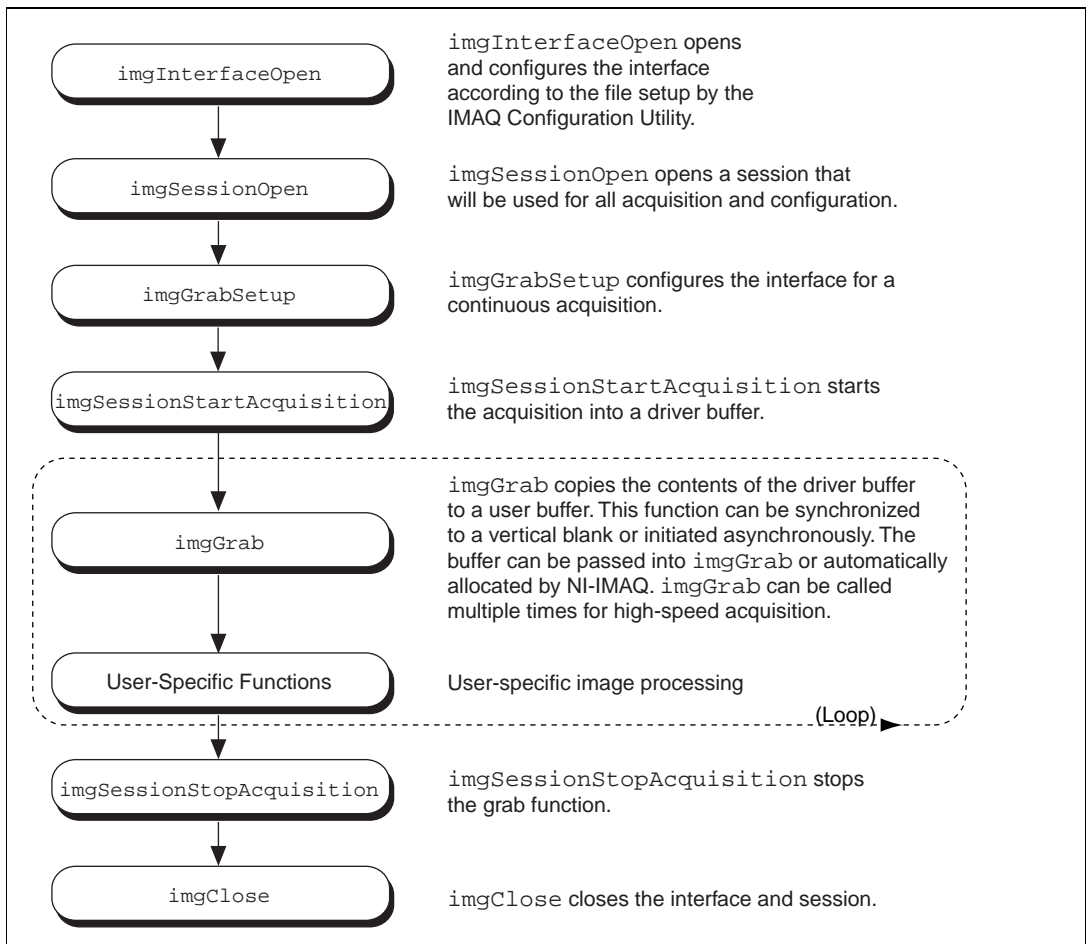 imgInterfaceOpen
imgInterfaceOpen opens
and configures the interface
according to the file setup by the
IMAQ Configuration Utility.
imgSessionOpen
imgSessionOpen opens a session that
will be used for all acquisition and configuration.
imgGrabSetup
imgGrabSetup configures the interface for a
continuous acquisition.
imgSessionStartAcquisition
imgSessionStartAcquisition starts
the acquisition into a driver buffer.
imgGrab
imgGrab copies the contents of the driver buffer
to a user buffer. This function can be synchronized
to a vertical blank or initiated asynchronously. The
buffer can be passed into imgGrab or automatically
allocated by NI-IMAQ. imgGrab can be called
multiple times for high-speed acquisition.
User-Specific Functions
User-specific image processing
(Loop)
imgSessionStopAcquisition
imgSessionStopAcquisition stops
the grab function.
imgClose
imgClose closes the interface and session.